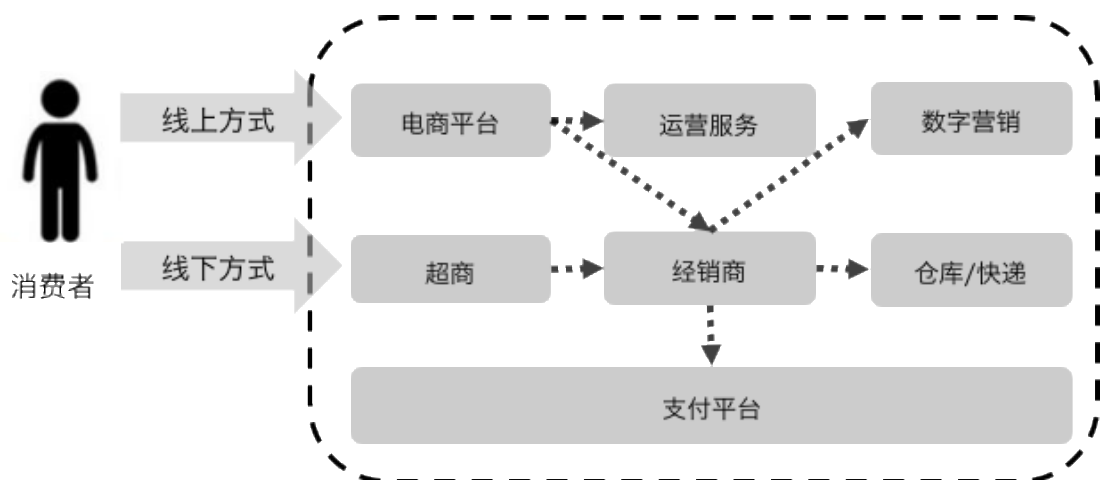 线上方式
电商平台
运营服务
数字营销
消费者
线下方式
超商
经销商
仓库/快递
支付平台